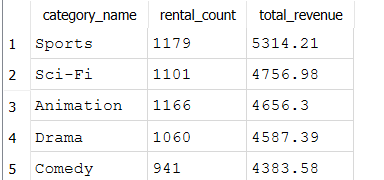 category_name rental_count total_revenue
1 Sports 1179 5314.21
2 Sci-Fi 1101 4756.98
3 Animation 1166 4656.3
4 Drama 1060 4587.39
5 Comedy 941 4383.58